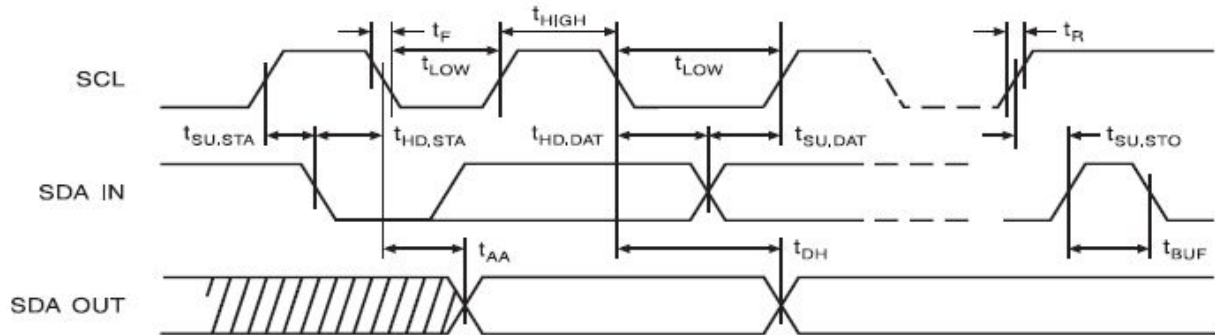 tF
tHIGH
tR
SCL
tLOW
tLOW
tSU.STA
tHD.STA
tHD.DAT
tSU.DAT
tSU.STO
SDA IN
tAA
tDH
tBUF
SDA OUT